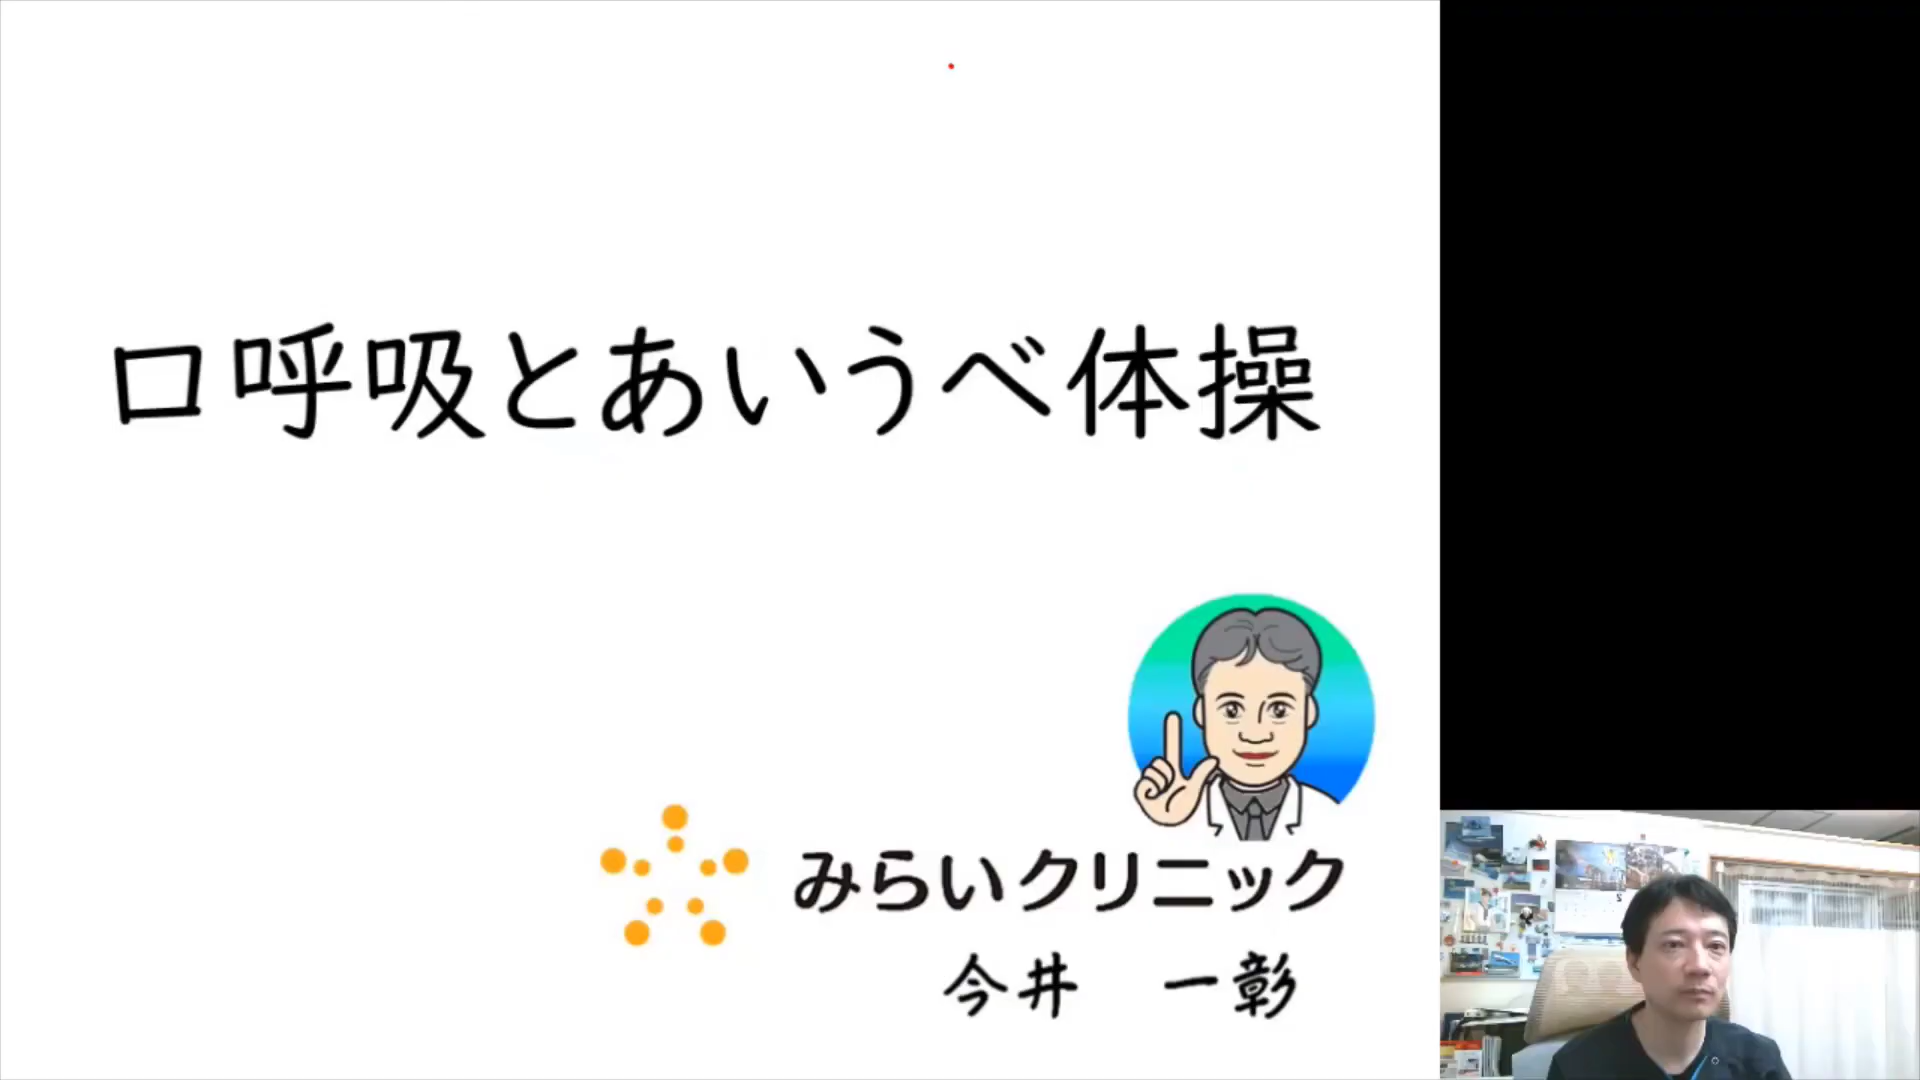 口呼吸とあいうべ体操
みらいクリニック
今井　一彰